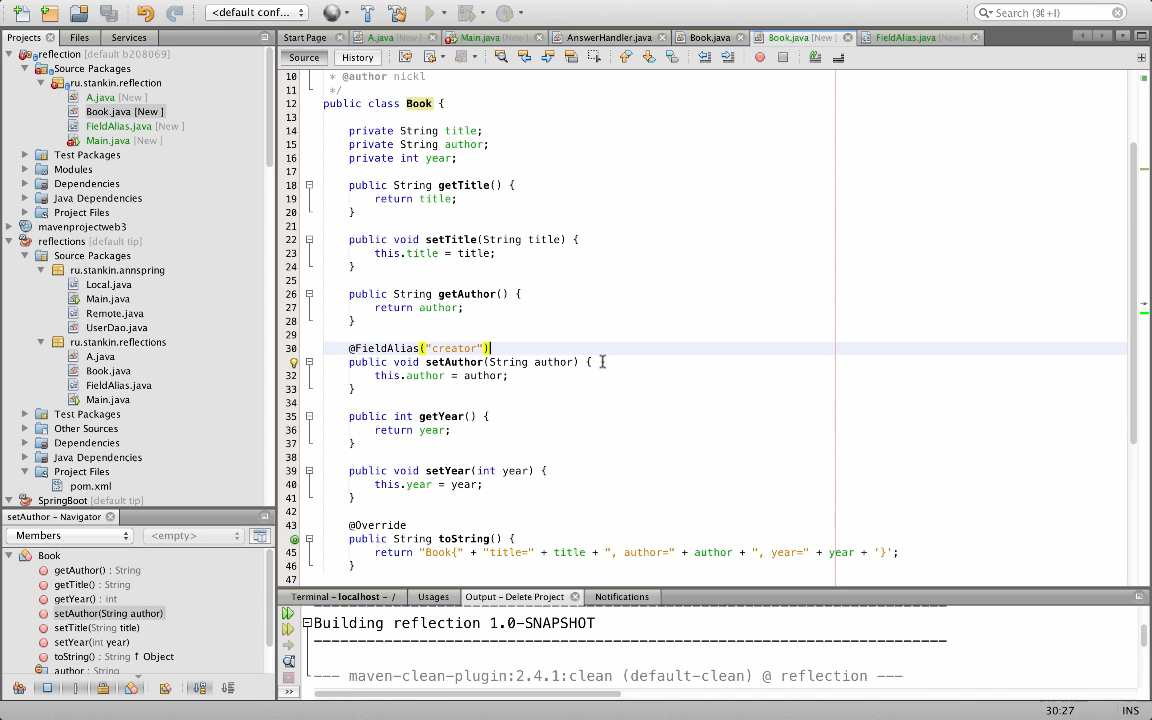 <default conf...
Search (⌘+I)
Projects Files Services
Start Page A.java [New ] Main.java [New ] AnswerHandler.java Book.java Book.java [New ] FieldAlias.java [New ]
Source History
reflection [default b208069]
Source Packages
ru.stankin.reflection
A.java [New ]
Book.java [New ]
FieldAlias.java [New ]
Main.java [New ]
Test Packages
Modules
Dependencies
Java Dependencies
Project Files
mavenprojectweb3
reflections [default tip]
Source Packages
ru.stankin.annspring
Local.java
Main.java
Remote.java
UserDao.java
ru.stankin.reflections
A.java
Book.java
FieldAlias.java
Main.java
Test Packages
Other Sources
Dependencies
Java Dependencies
Project Files
pom.xml
SpringBoot [default tip]
10 * @author nickl
11 */
12 public class Book {
13
14 private String title;
15 private String author;
16 private int year;
17
18 public String getTitle() {
19 return title;
20 }
21
22 public void setTitle(String title) {
23 this.title = title;
24 }
25
26 public String getAuthor() {
27 return author;
28 }
29
30 @FieldAlias("creator")
public void setAuthor(String author) {
32 this.author = author;
33 }
34
35 public int getYear() {
36 return year;
37 }
38
39 public void setYear(int year) {
40 this.year = year;
41 }
42
43 @Override
public String toString() {
45 return "Book{" + "title=" + title + ", author=" + author + ", year=" + year + '}';
46 }
47
setAuthor - Navigator
Members <empty>
Book
getAuthor() : String
getTitle() : String
getYear() : int
setAuthor(String author)
setTitle(String title)
setYear(int year)
toString() : String ↑ Object
author : String
Terminal - localhost - / Usages Output - Delete Project Notifications
------------------------------------------------------------------------
Building reflection 1.0-SNAPSHOT
------------------------------------------------------------------------
--- maven-clean-plugin:2.4.1:clean (default-clean) @ reflection ---
30:27 INS